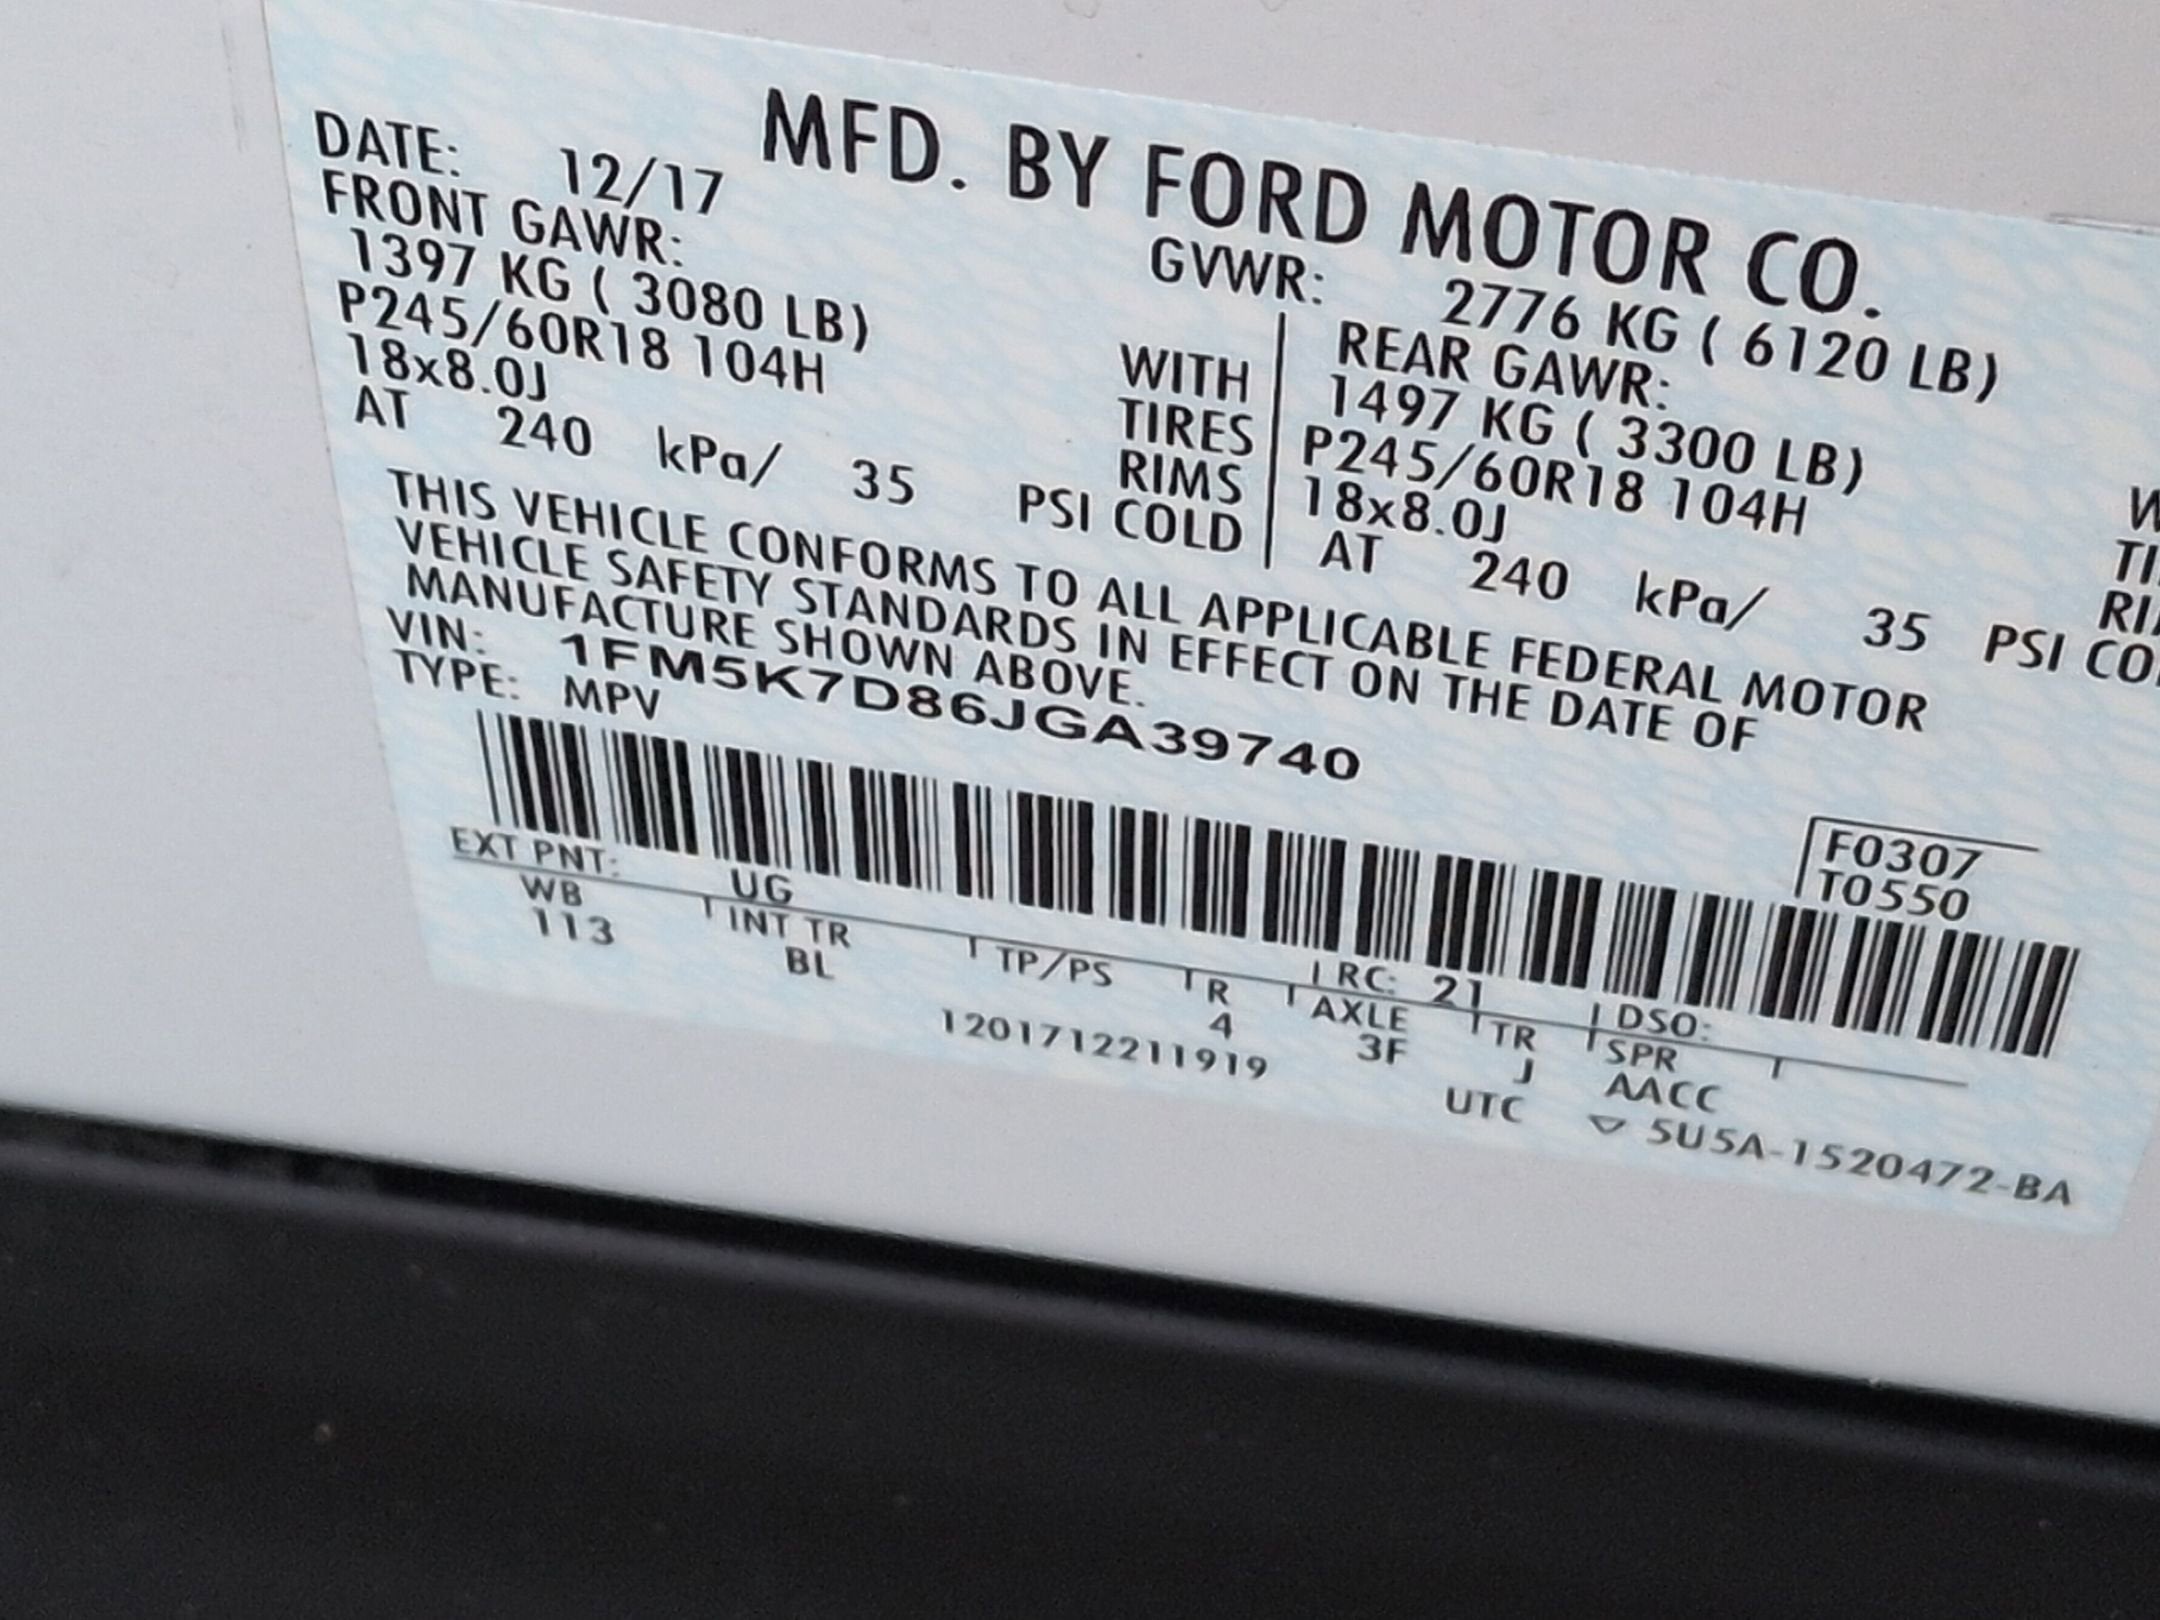 MFD. BY FORD MOTOR CO.
DATE: 12/17
GVWR: 2776 KG ( 6120 LB)
FRONT GAWR:
1397 KG ( 3080 LB) WITH
P245/60R18 104H TIRES
18x8.0J RIMS
AT 240 kPa/ 35 PSI COLD
REAR GAWR:
1497 KG ( 3300 LB)
P245/60R18 104H
18x8.0J
AT 240 kPa/ 35 PSI
THIS VEHICLE CONFORMS TO ALL APPLICABLE FEDERAL MOTOR
VEHICLE SAFETY STANDARDS IN EFFECT ON THE DATE OF
MANUFACTURE SHOWN ABOVE.
VIN: 1FM5K7D86JGA39740
TYPE: MPV
F0307
T0550
EXT PNT: UG RC: 21 DSO:
WB INT TR TP/PS R AXLE TR SPR
113 BL 4 3F J AACC
1201712211919 UTC ▽ 5U5A-1520472-BA